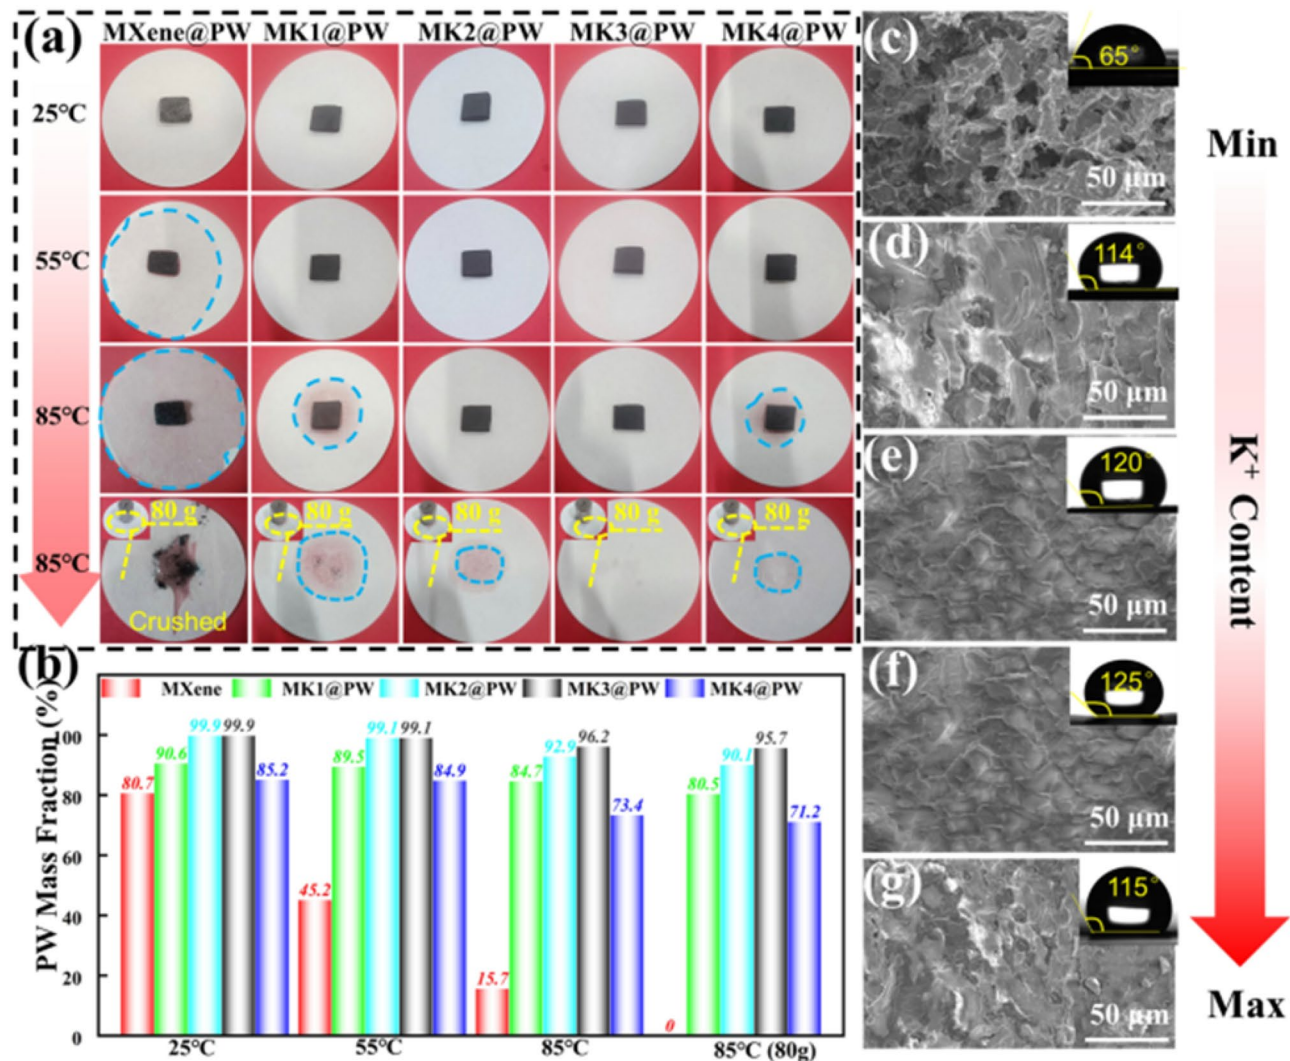 (a)
MXene@PW MK1@PW MK2@PW MK3@PW MK4@PW
25°C
55°C
85°C
85°C
80 g 80 g 80 g 80 g 80 g
Crushed
(b)
MXene MK1@PW MK2@PW MK3@PW MK4@PW
PW Mass Fraction (%)
100
80
60
40
20
0
80.7 90.6 99.9 99.9 85.2
45.2 89.5 99.1 99.1 84.9
15.7 84.7 92.9 96.2 73.4
0 80.5 90.1 95.7 71.2
25°C 55°C 85°C 85°C (80g)
(c)
65°
50 μm
(d)
114°
50 μm
(e)
120°
50 μm
(f)
125°
50 μm
(g)
115°
50 μm
Min
K⁺ Content
Max